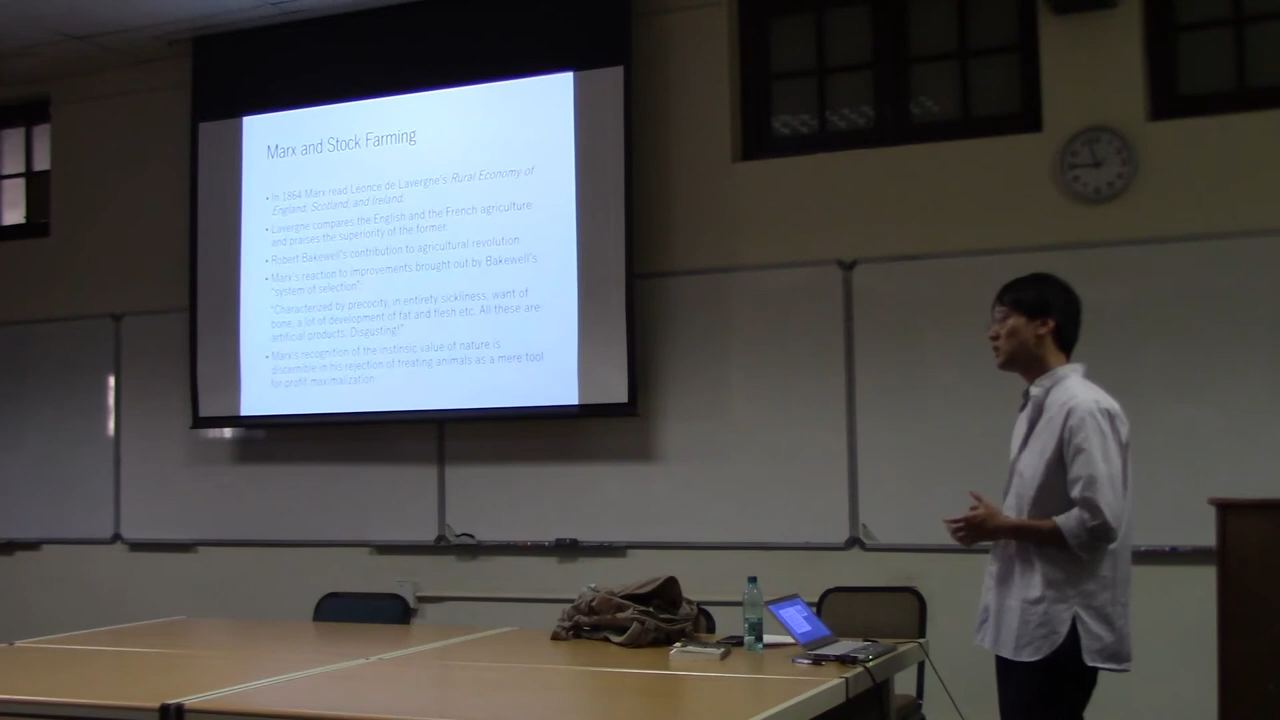 Marx and Stock Farming
• In 1864 Marx read Léonce de Lavergne's Rural Economy of
England, Scotland, and Ireland.
• Lavergne compares the English and the French agriculture
and praises the superiority of the former.
• Robert Bakewell's contribution to agricultural revolution
• Marx's reaction to improvements brought out by Bakewell's
"system of selection":
"Characterized by precocity, in entirety sickliness, want of
bone, a lot of development of fat and flesh etc. All these are
artificial products. Disgusting!"
• Marx's recognition of the instinsic value of nature is
discernible in his rejection of treating animals as a mere tool
for profit maximalization